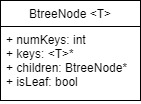 BtreeNode <T>
+ numKeys: int
+ keys: <T>*
+ children: BtreeNode*
+ isLeaf: bool